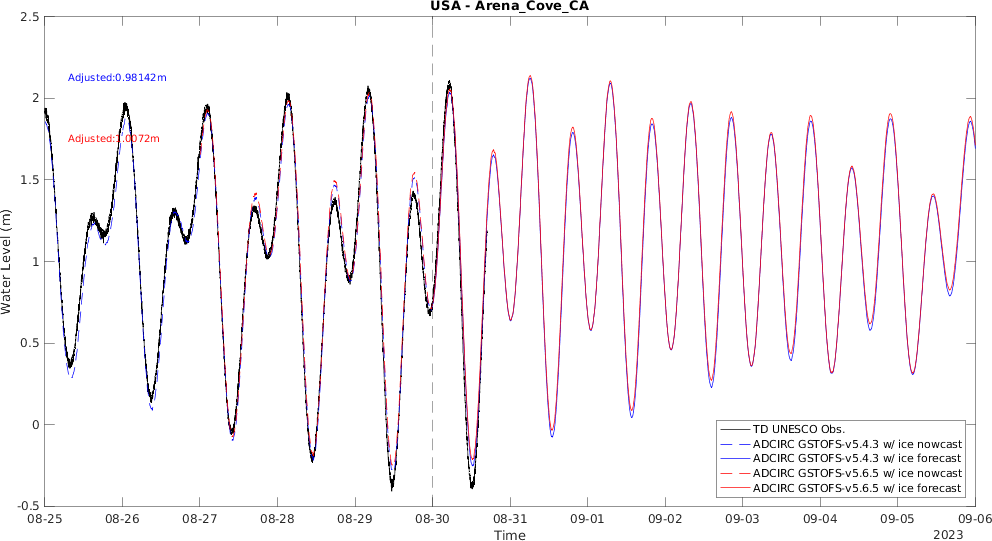 USA - Arena_Cove_CA
2.5
2
1.5
1
0.5
0
-0.5
Water Level (m)
Adjusted:0.98142m
Adjusted:1.0072m
TD UNESCO Obs.
ADCIRC GSTOFS-v5.4.3 w/ ice nowcast
ADCIRC GSTOFS-v5.4.3 w/ ice forecast
ADCIRC GSTOFS-v5.6.5 w/ ice nowcast
ADCIRC GSTOFS-v5.6.5 w/ ice forecast
08-25 08-26 08-27 08-28 08-29 08-30 08-31 09-01 09-02 09-03 09-04 09-05 09-06
Time
2023